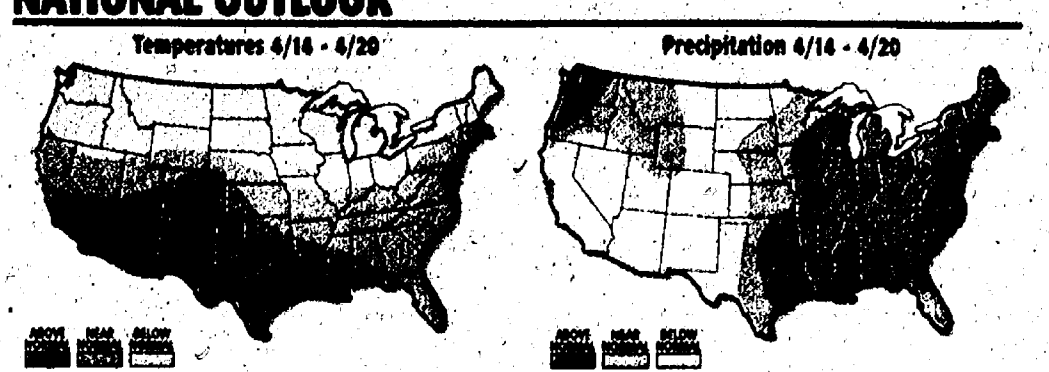 NATIONAL OUTLOOK
Temperatures 4/14 - 4/20
Precipitation 4/14 - 4/20
ABOVE NORMAL
NEAR NORMAL
BELOW NORMAL
ABOVE NORMAL
NEAR NORMAL
BELOW NORMAL